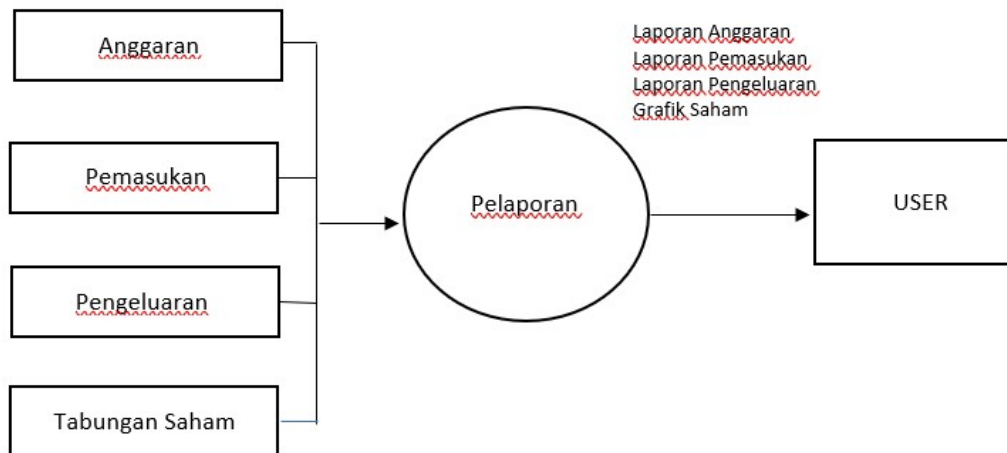 Anggaran
Pemasukan
Pengeluaran
Tabungan Saham
Pelaporan
Laporan Anggaran
Laporan Pemasukan
Laporan Pengeluaran
Grafik Saham
USER